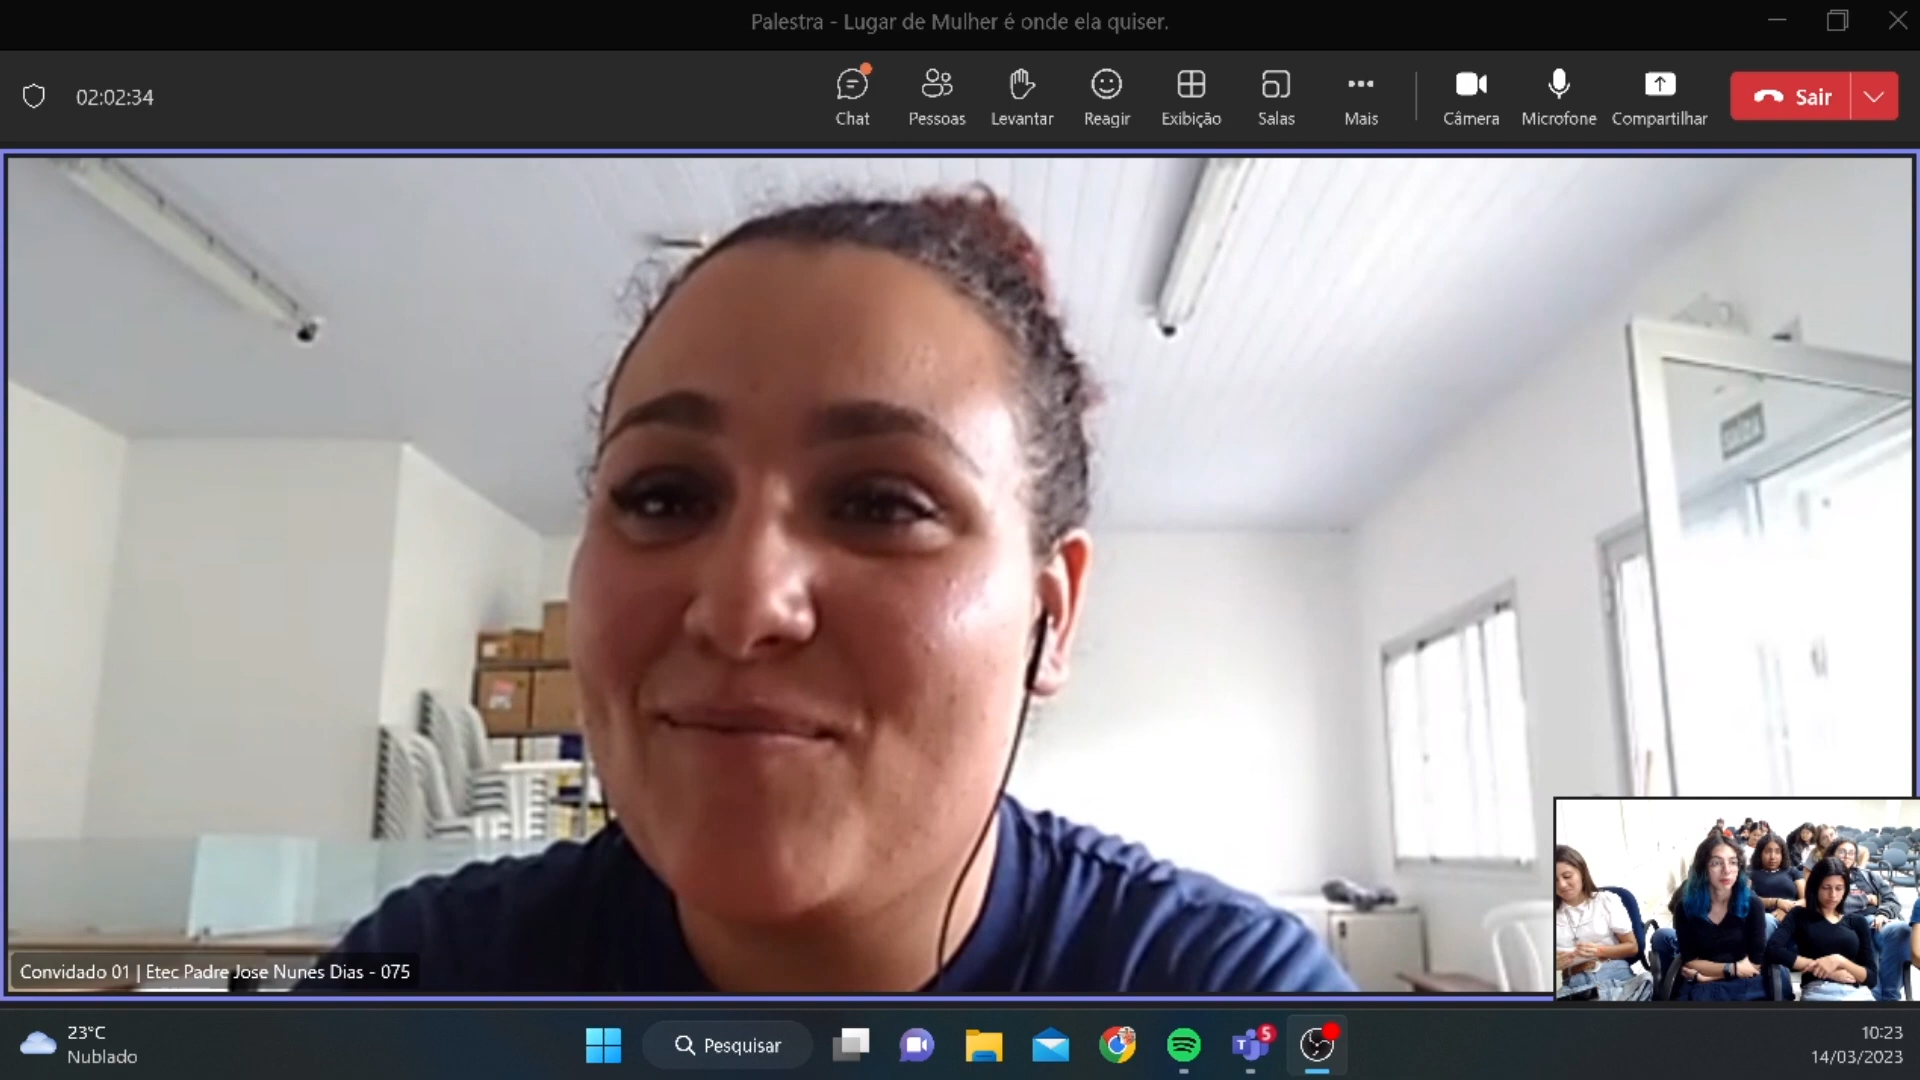 Palestra - Lugar de Mulher é onde ela quiser.
02:02:34
Chat
Pessoas
Levantar
Reagir
Exibição
Salas
Mais
Câmera
Microfone
Compartilhar
Sair
Convidado 01 | Etec Padre Jose Nunes Dias - 075
23°C
Nublado
Pesquisar
5
10:23
14/03/2023